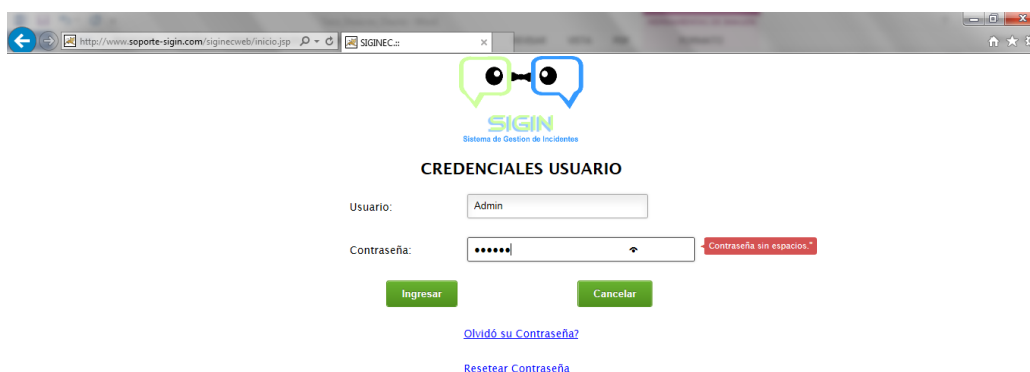 http://www.soporte-sigin.com/siginecweb/inicio.jsp
SIGINEC.::
SIGIN
Sistema de Gestion de Incidentes
CREDENCIALES USUARIO
Usuario:
Admin
Contraseña:
••••••
Contraseña sin espacios.*
Ingresar
Cancelar
Olvidó su Contraseña?
Resetear Contraseña